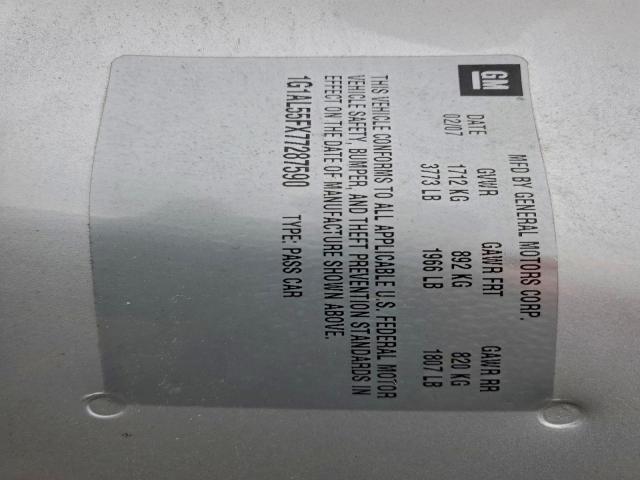 GM
MFD BY GENERAL MOTORS CORP.
DATE GVWR GAWR FRT GAWR RR
02/07 1712 KG 892 KG 820 KG
3773 LB 1966 LB 1807 LB
THIS VEHICLE CONFORMS TO ALL APPLICABLE U.S. FEDERAL MOTOR
VEHICLE SAFETY, BUMPER, AND THEFT PREVENTION STANDARDS IN
EFFECT ON THE DATE OF MANUFACTURE SHOWN ABOVE.
1G1AL55FX77287590 TYPE: PASS CAR